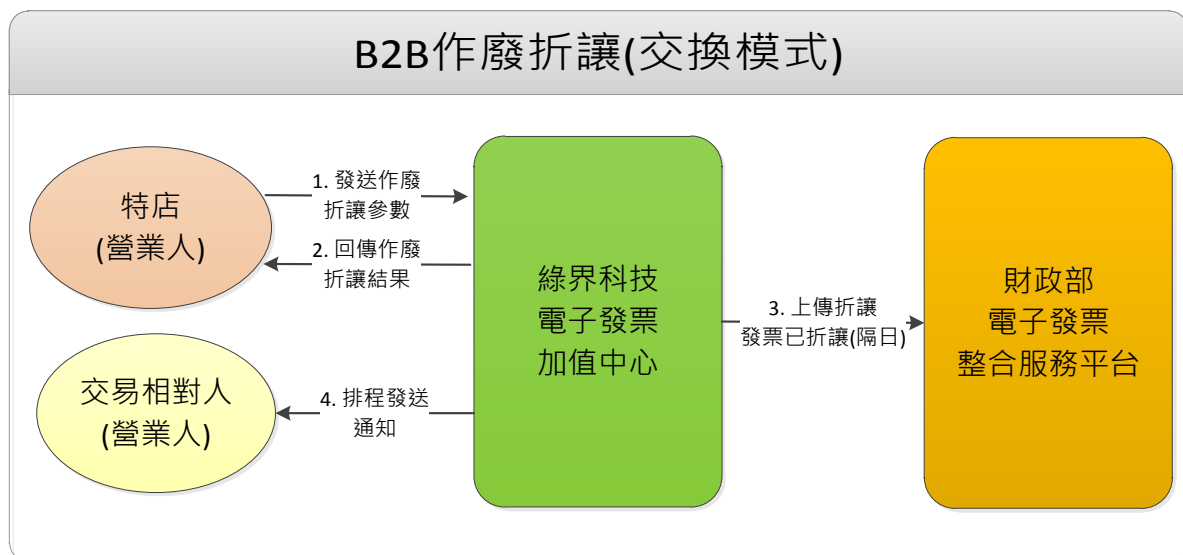 B2B作廢折讓(交換模式)
特店
(營業人)
1. 發送作廢
折讓參數
2. 回傳作廢
折讓結果
綠界科技
電子發票
加值中心
3. 上傳折讓
發票已折讓(隔日)
財政部
電子發票
整合服務平台
交易相對人
(營業人)
4. 排程發送
通知